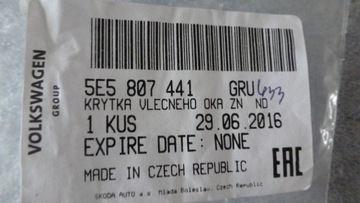 VOLKSWAGEN
GROUP
5E5 807 441 GRU
KRYTKA VLECNEHO OKA ZN ND
1 KUS 29.06.2016
EXPIRE DATE: NONE
MADE IN CZECH REPUBLIC
EAC
SKODA AUTO a.s. Mlada Boleslav, Czech Republic